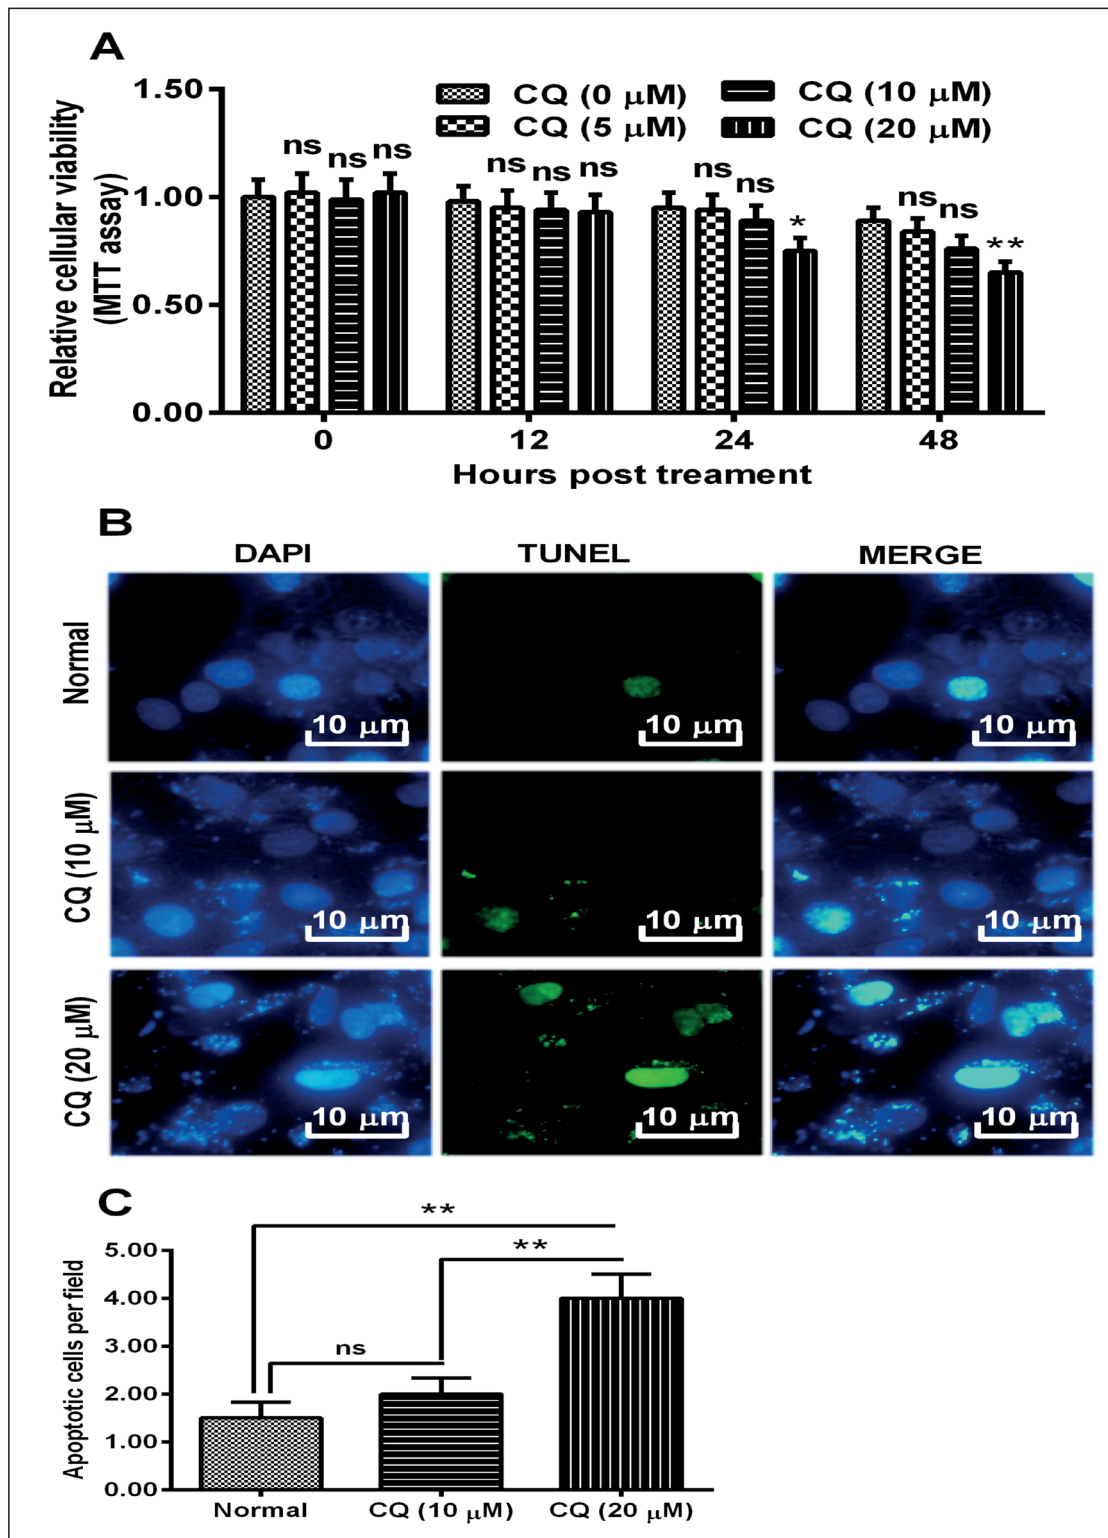 A
Relative cellular viability
(MTT assay)
1.50
1.00
0.50
0.00
CQ (0 μM)
CQ (10 μM)
CQ (5 μM)
CQ (20 μM)
ns
ns
ns
ns
ns
ns
ns
ns
*
ns
ns
**
0
12
24
48
Hours post treament
B
DAPI
TUNEL
MERGE
Normal
10 μm
10 μm
10 μm
CQ (10 μM)
10 μm
10 μm
10 μm
CQ (20 μM)
10 μm
10 μm
10 μm
C
Apoptotic cells per field
5.00
4.00
3.00
2.00
1.00
0.00
**
**
ns
Normal
CQ (10 μM)
CQ (20 μM)